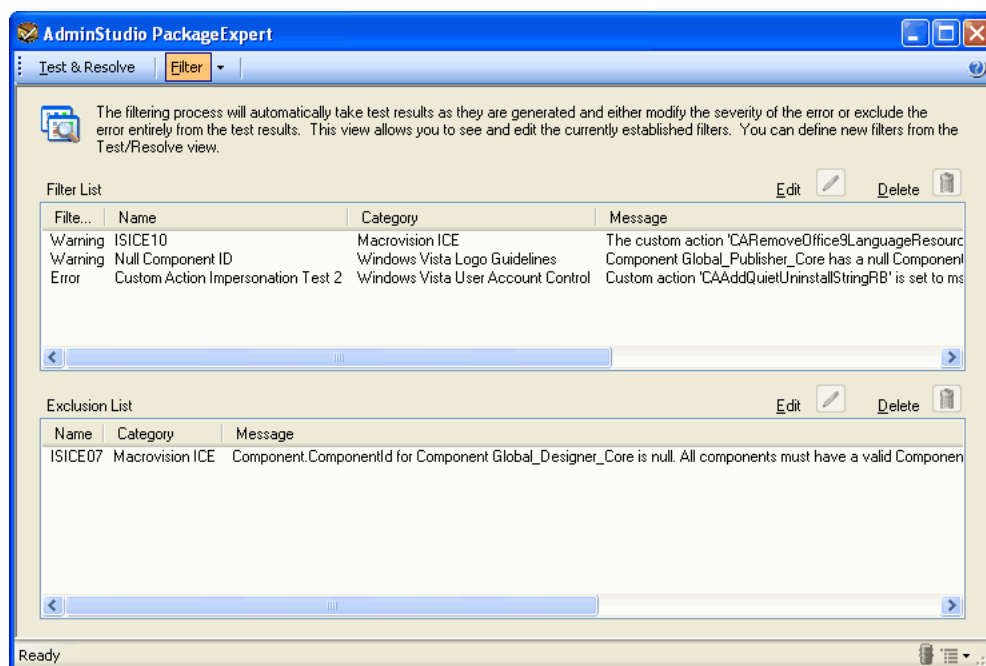 AdminStudio PackageExpert
Test & Resolve Filter
The filtering process will automatically take test results as they are generated and either modify the severity of the error or exclude the
error entirely from the test results. This view allows you to see and edit the currently established filters. You can define new filters from the
Test/Resolve view.
Filter List Edit Delete
Filte... Name Category Message
Warning ISICE10 Macrovision ICE The custom action 'CARemoveOffice9LanguageResourc
Warning Null Component ID Windows Vista Logo Guidelines Component Global_Publisher_Core has a null Component
Error Custom Action Impersonation Test 2 Windows Vista User Account Control Custom action 'CAAddQuietUninstallStringRB' is set to ms
Exclusion List Edit Delete
Name Category Message
ISICE07 Macrovision ICE Component.ComponentId for Component Global_Designer_Core is null. All components must have a valid Componen
Ready